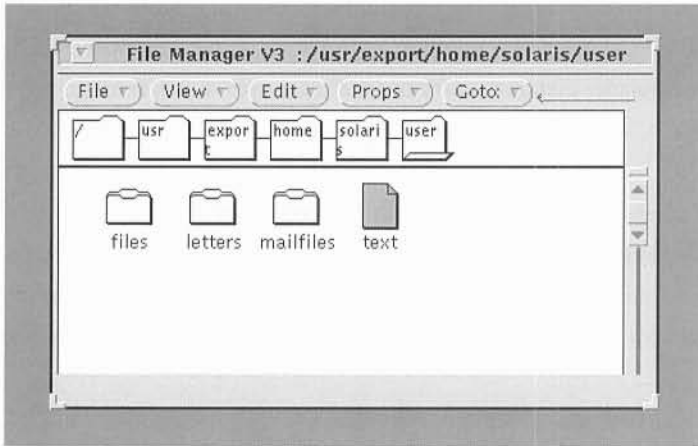 File Manager V3 : /usr/export/home/solaris/user
File View Edit Props Goto:
/ usr expor home solari user
t s
files letters mailfiles text